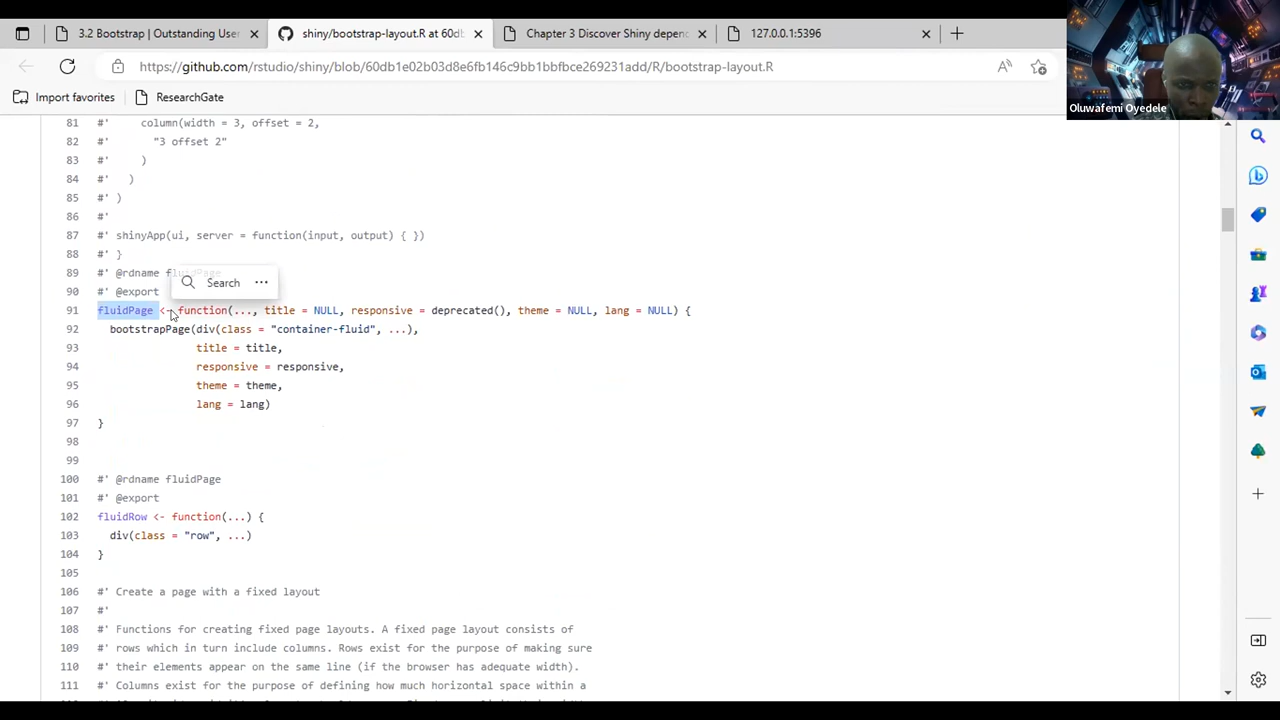 3.2 Bootstrap | Outstanding User
shiny/bootstrap-layout.R at 60db
Chapter 3 Discover Shiny depend
127.0.0.1:5396
https://github.com/rstudio/shiny/blob/60db1e02b03d8e6fb146c9bb1bbfbce269231add/R/bootstrap-layout.R
Import favorites
ResearchGate
Oluwafemi Oyedele
81 #' column(width = 3, offset = 2,
82 #' "3 offset 2"
83 #' )
84 #' )
85 #' )
86 #'
87 #' shinyApp(ui, server = function(input, output) { })
88 #' }
89 #' @rdname fluidPage
Search
90 #' @export
91 fluidPage <- function(..., title = NULL, responsive = deprecated(), theme = NULL, lang = NULL) {
92 bootstrapPage(div(class = "container-fluid", ...),
93 title = title,
94 responsive = responsive,
95 theme = theme,
96 lang = lang)
97 }
98
99
100 #' @rdname fluidPage
101 #' @export
102 fluidRow <- function(...) {
103 div(class = "row", ...)
104 }
105
106 #' Create a page with a fixed layout
107 #'
108 #' Functions for creating fixed page layouts. A fixed page layout consists of
109 #' rows which in turn include columns. Rows exist for the purpose of making sure
110 #' their elements appear on the same line (if the browser has adequate width).
111 #' Columns exist for the purpose of defining how much horizontal space within a